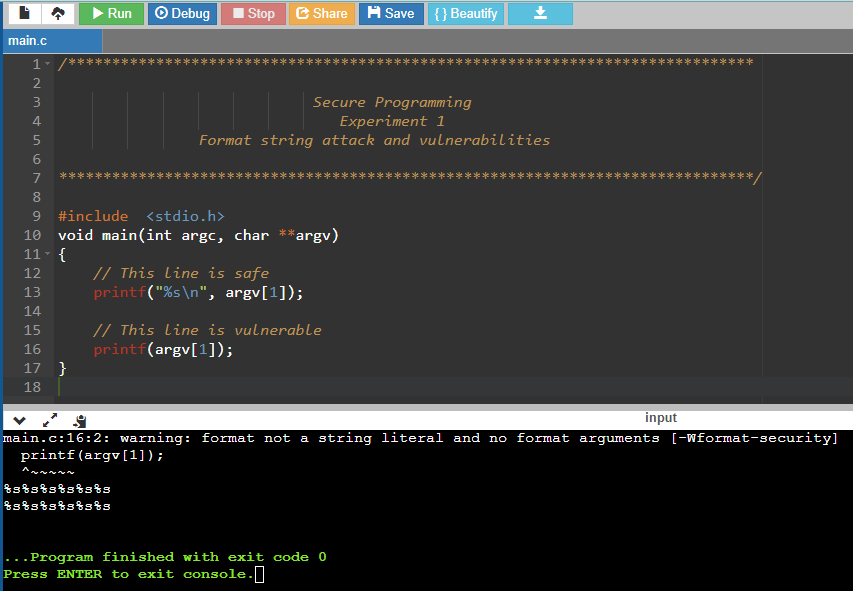 Run Debug Stop Share Save { } Beautify
main.c
1 /******************************************************************************
2
3 Secure Programming
4 Experiment 1
5 Format string attack and vulnerabilities
6
7 *******************************************************************************/
8
9 #include  <stdio.h>
10 void main(int argc, char **argv)
11 {
12     // This line is safe
13     printf("%s\n", argv[1]);
14
15     // This line is vulnerable
16     printf(argv[1]);
17 }
18
input
main.c:16:2: warning: format not a string literal and no format arguments [-Wformat-security]
  printf(argv[1]);
  ^~~~~~
%s%s%s%s%s%s
%s%s%s%s%s%s
...Program finished with exit code 0
Press ENTER to exit console.